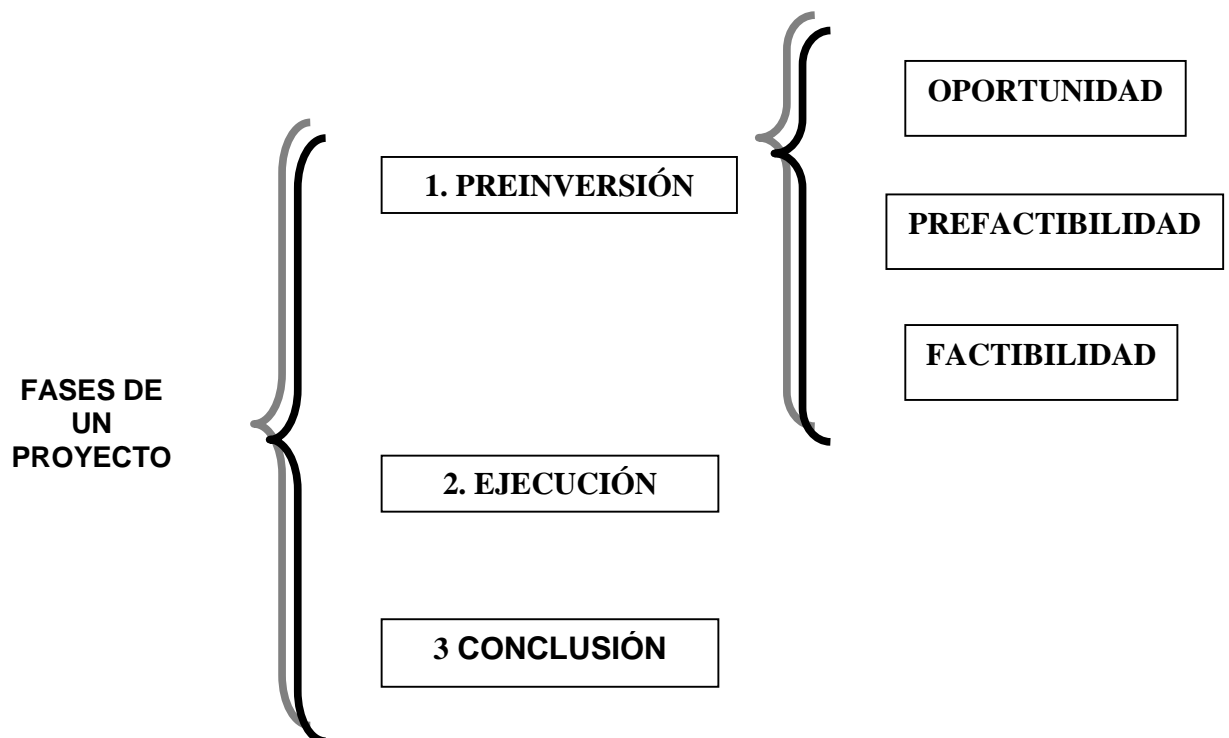 FASES DE
UN
PROYECTO
1. PREINVERSIÓN
OPORTUNIDAD
PREFACTIBILIDAD
FACTIBILIDAD
2. EJECUCIÓN
3 CONCLUSIÓN